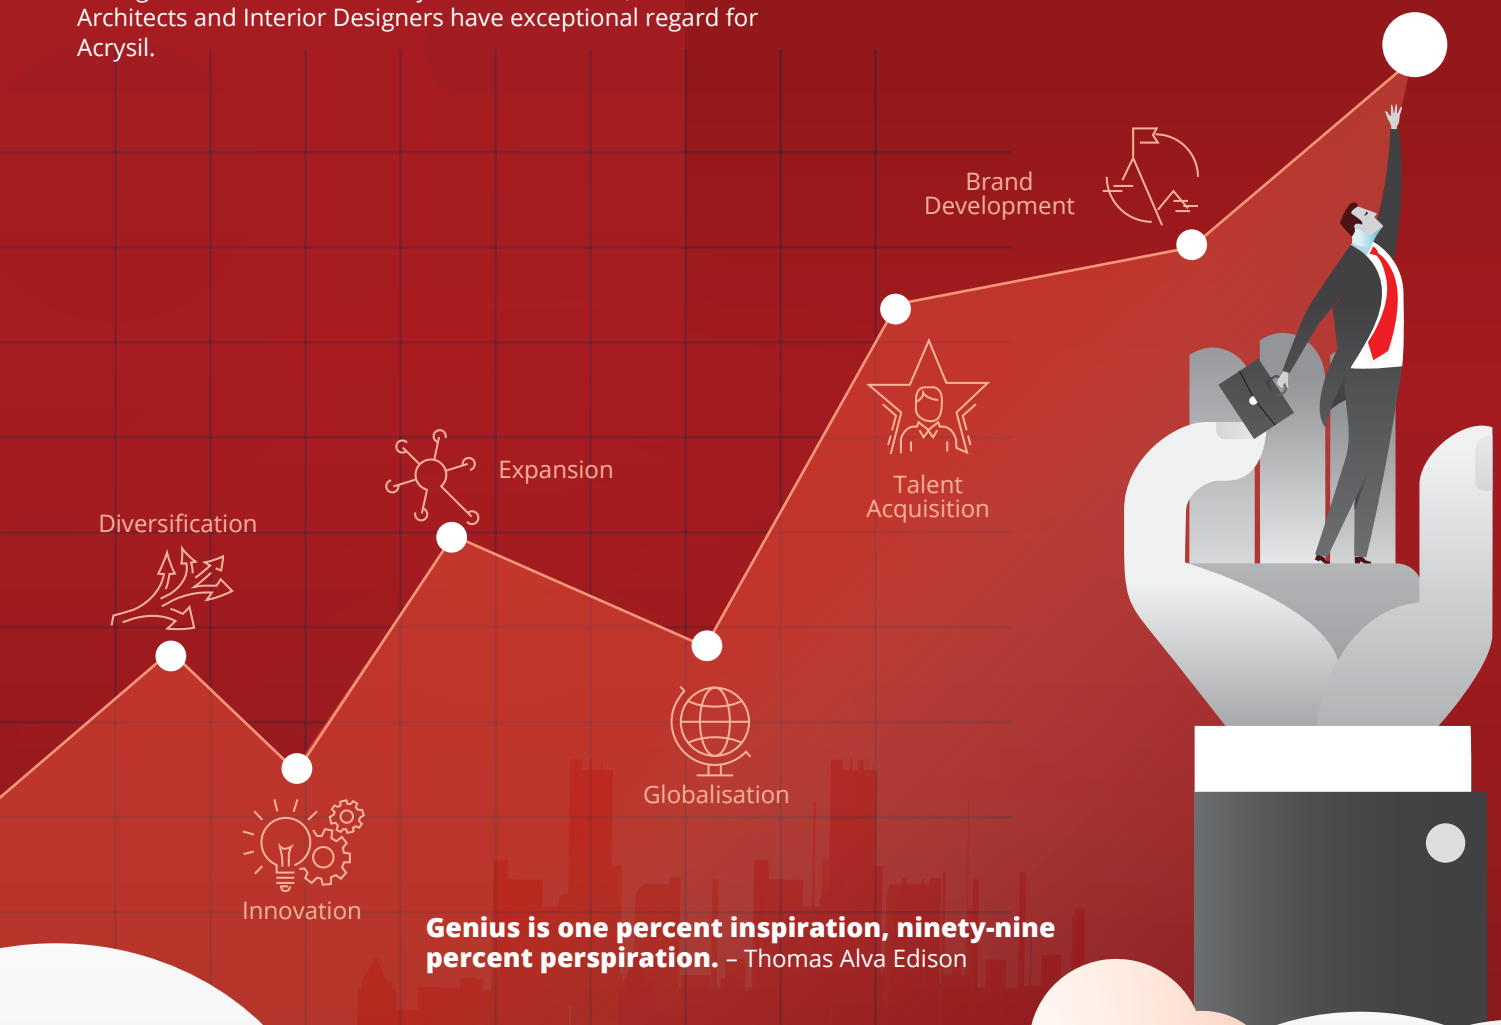 Architects and Interior Designers have exceptional regard for
Acrysil.
Brand
Development
Talent
Acquisition
Expansion
Diversification
Globalisation
Innovation
Genius is one percent inspiration, ninety-nine
percent perspiration. – Thomas Alva Edison